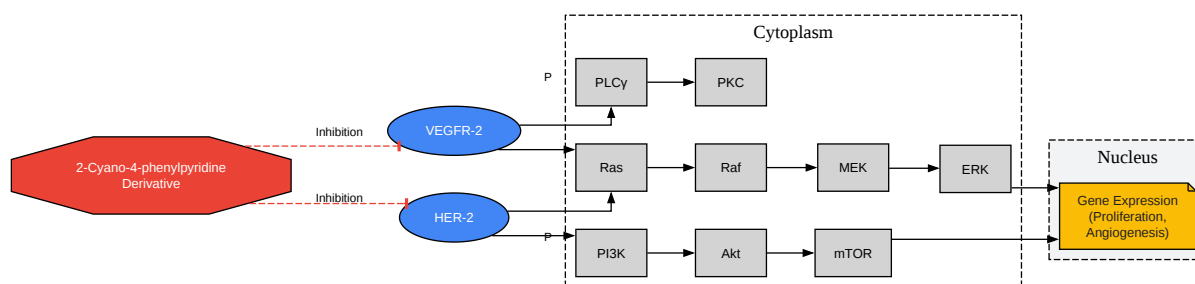 Cytoplasm
P
PLCγ
PKC
Inhibition
VEGFR-2
2-Cyano-4-phenylpyridine
Derivative
Ras
Raf
MEK
ERK
Nucleus
Gene Expression
(Proliferation,
Angiogenesis)
Inhibition
HER-2
P
PI3K
Akt
mTOR